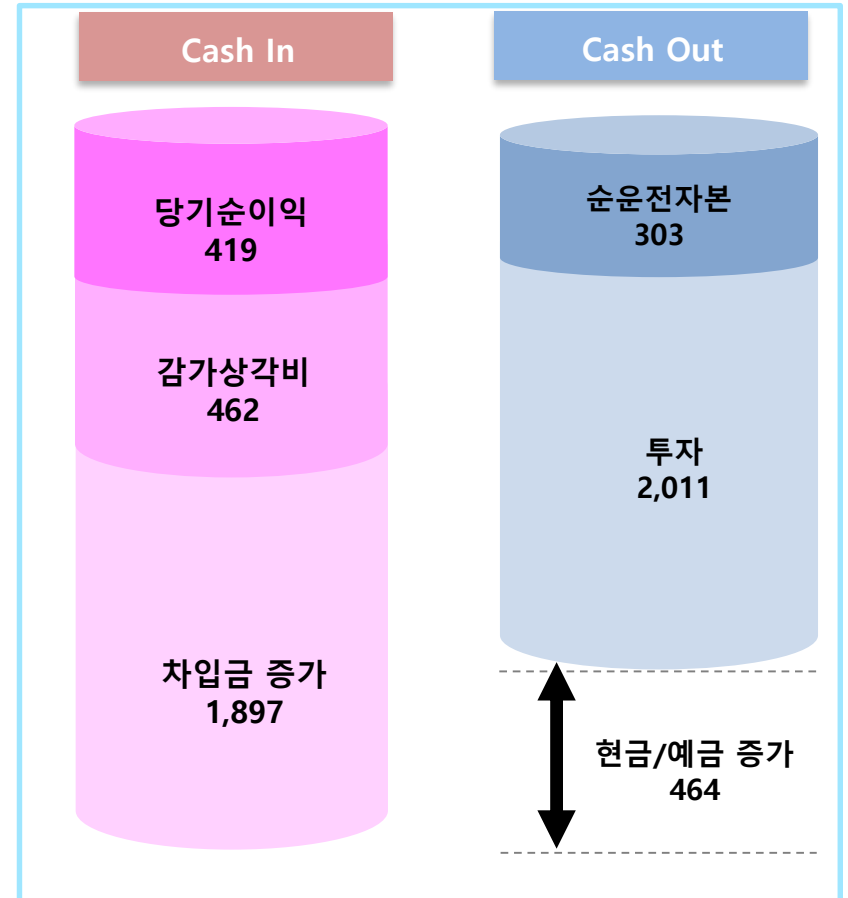 Cash In
당기순이익
419
감가상각비
462
차입금 증가
1,897
Cash Out
순운전자본
303
투자
2,011
현금/예금 증가
464